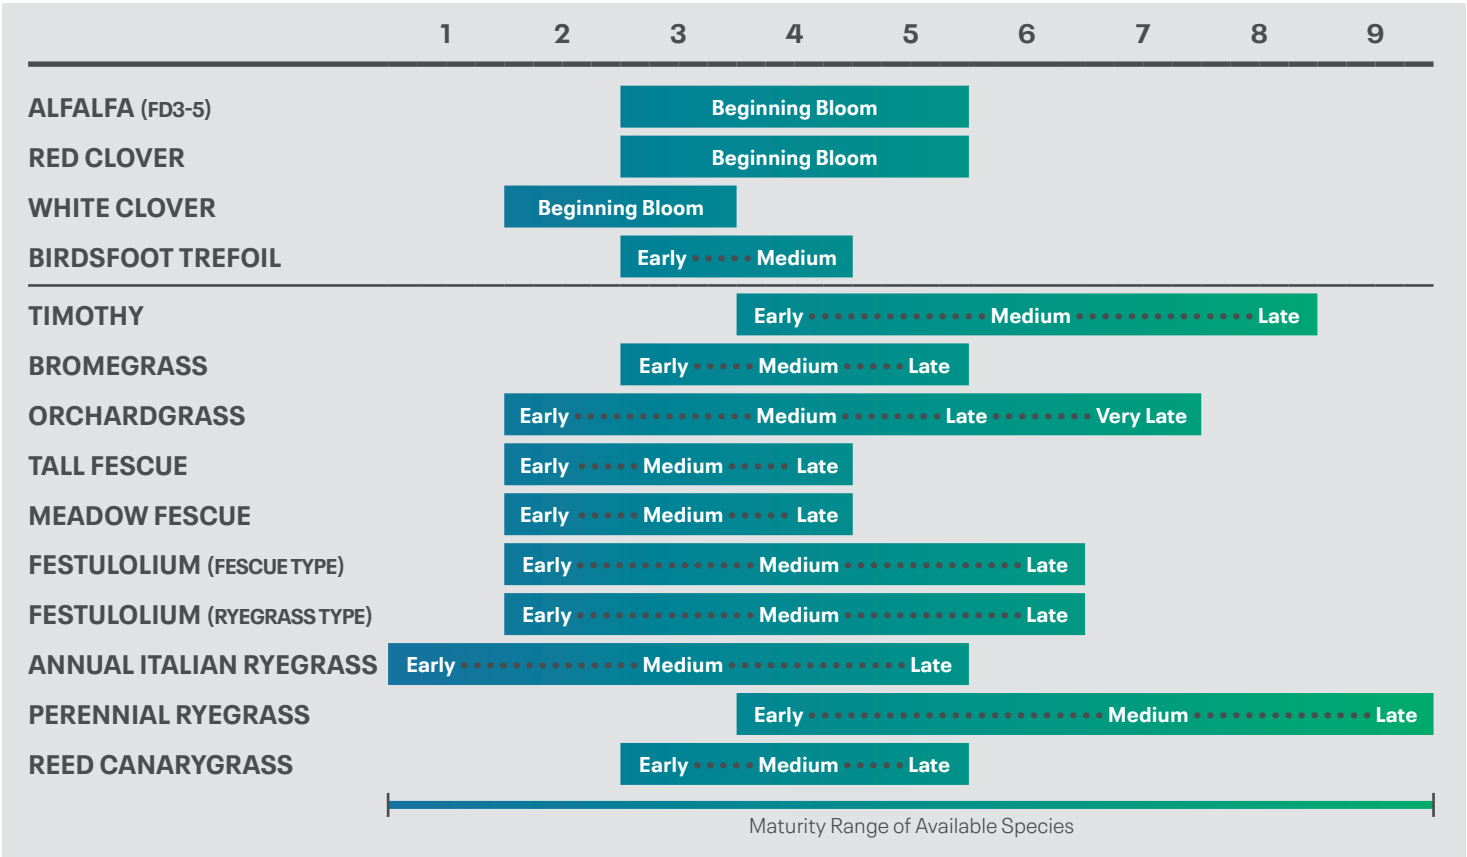 1 2 3 4 5 6 7 8 9
ALFALFA (FD3-5) Beginning Bloom
RED CLOVER Beginning Bloom
WHITE CLOVER Beginning Bloom
BIRDSFOOT TREFOIL Early ····· Medium
TIMOTHY Early ·············· Medium ·············· Late
BROMEGRASS Early ····· Medium ····· Late
ORCHARDGRASS Early ·············· Medium ········ Late ········ Very Late
TALL FESCUE Early ····· Medium ····· Late
MEADOW FESCUE Early ····· Medium ····· Late
FESTULOLIUM (FESCUE TYPE) Early ·············· Medium ·············· Late
FESTULOLIUM (RYEGRASS TYPE) Early ·············· Medium ·············· Late
ANNUAL ITALIAN RYEGRASS Early ·············· Medium ·············· Late
PERENNIAL RYEGRASS Early ······················· Medium ·············· Late
REED CANARYGRASS Early ····· Medium ····· Late
Maturity Range of Available Species